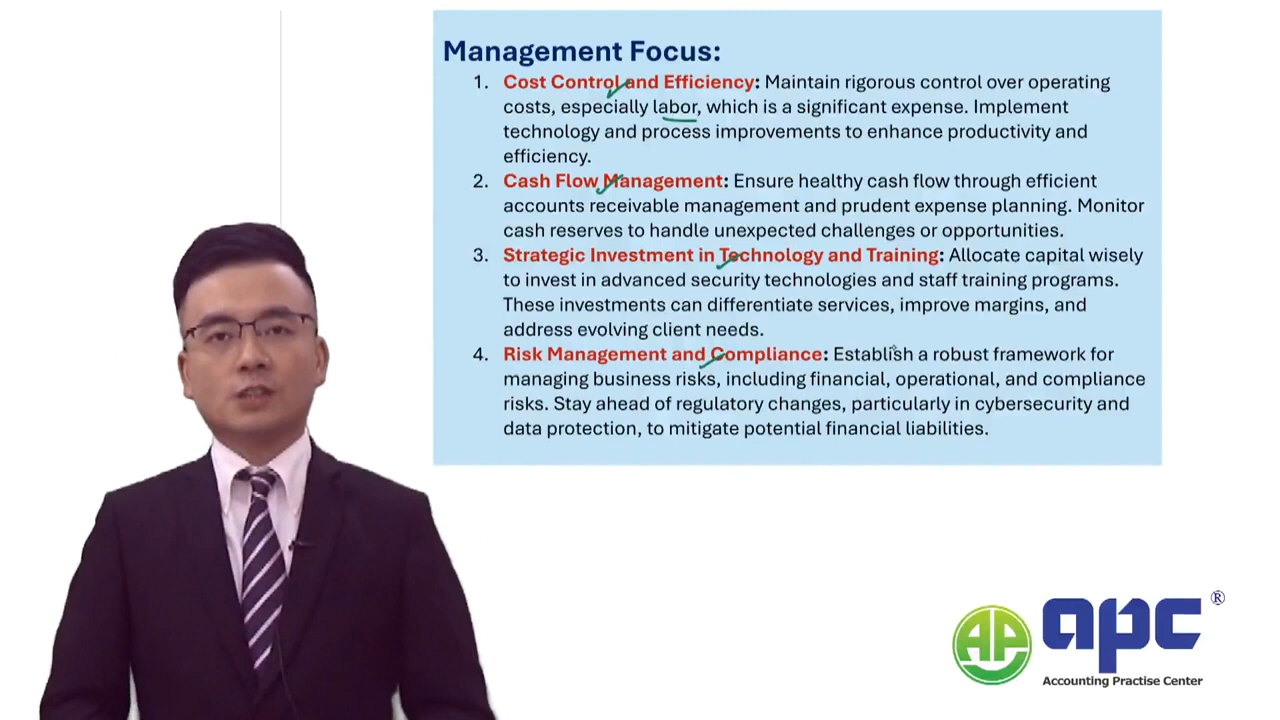 Management Focus:
1. Cost Control and Efficiency: Maintain rigorous control over operating
costs, especially labor, which is a significant expense. Implement
technology and process improvements to enhance productivity and
efficiency.
2. Cash Flow Management: Ensure healthy cash flow through efficient
accounts receivable management and prudent expense planning. Monitor
cash reserves to handle unexpected challenges or opportunities.
3. Strategic Investment in Technology and Training: Allocate capital wisely
to invest in advanced security technologies and staff training programs.
These investments can differentiate services, improve margins, and
address evolving client needs.
4. Risk Management and Compliance: Establish a robust framework for
managing business risks, including financial, operational, and compliance
risks. Stay ahead of regulatory changes, particularly in cybersecurity and
data protection, to mitigate potential financial liabilities.
AP apc ®
Accounting Practise Center